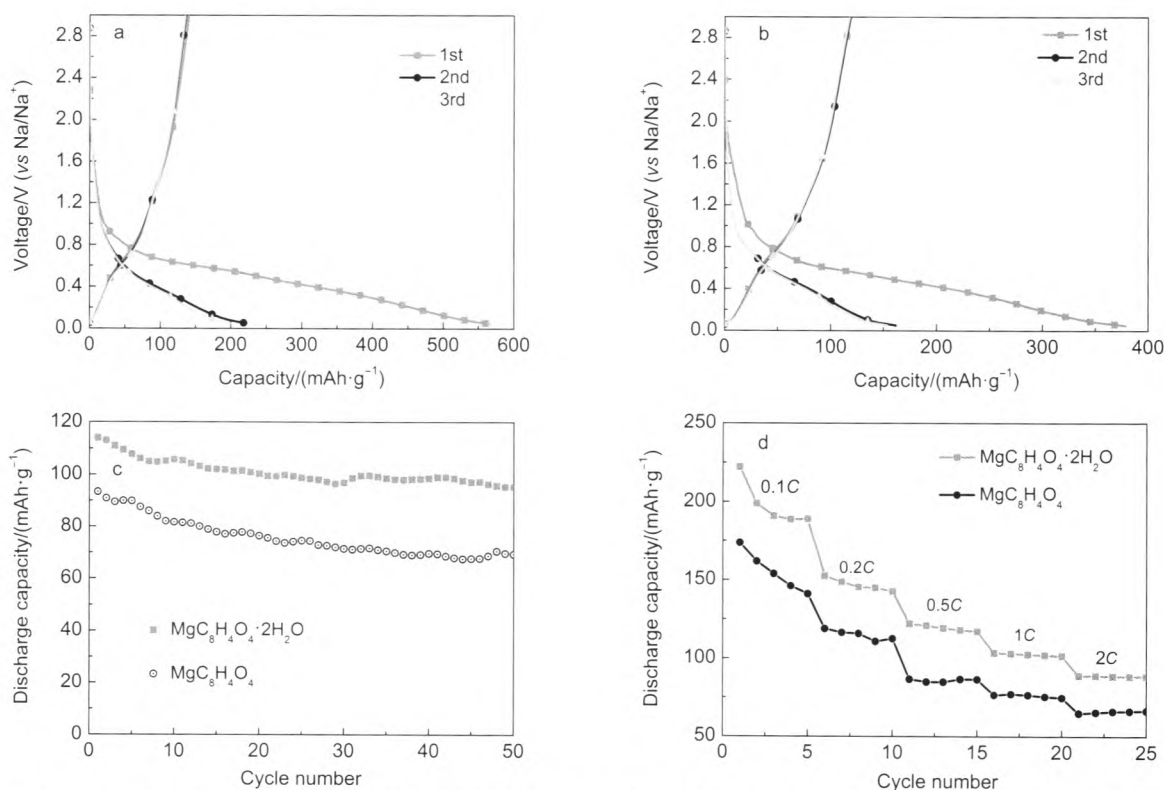 a
1st
2nd
3rd
2.8
2.4
2.0
1.6
1.2
0.8
0.4
0.0
Voltage/V (vs Na/Na⁺)
0 100 200 300 400 500 600
Capacity/(mAh·g⁻¹)
b
1st
2nd
3rd
2.8
2.4
2.0
1.6
1.2
0.8
0.4
0.0
Voltage/V (vs Na/Na⁺)
0 100 200 300 400
Capacity/(mAh·g⁻¹)
c
120
100
80
60
40
20
0
Discharge capacity/(mAh·g⁻¹)
MgC₈H₄O₄·2H₂O
MgC₈H₄O₄
0 10 20 30 40 50
Cycle number
d
250
200
150
100
50
Discharge capacity/(mAh·g⁻¹)
MgC₈H₄O₄·2H₂O
MgC₈H₄O₄
0.1C
0.2C
0.5C
1C
2C
0 5 10 15 20 25
Cycle number